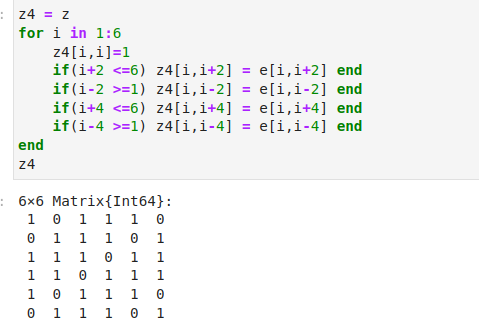 : z4 = z
for i in 1:6
    z4[i,i]=1
    if(i+2 <=6) z4[i,i+2] = e[i,i+2] end
    if(i-2 >=1) z4[i,i-2] = e[i,i-2] end
    if(i+4 <=6) z4[i,i+4] = e[i,i+4] end
    if(i-4 >=1) z4[i,i-4] = e[i,i-4] end
end
z4
: 6×6 Matrix{Int64}:
 1  0  1  1  1  0
 0  1  1  1  0  1
 1  1  1  0  1  1
 1  1  0  1  1  1
 1  0  1  1  1  0
 0  1  1  1  0  1